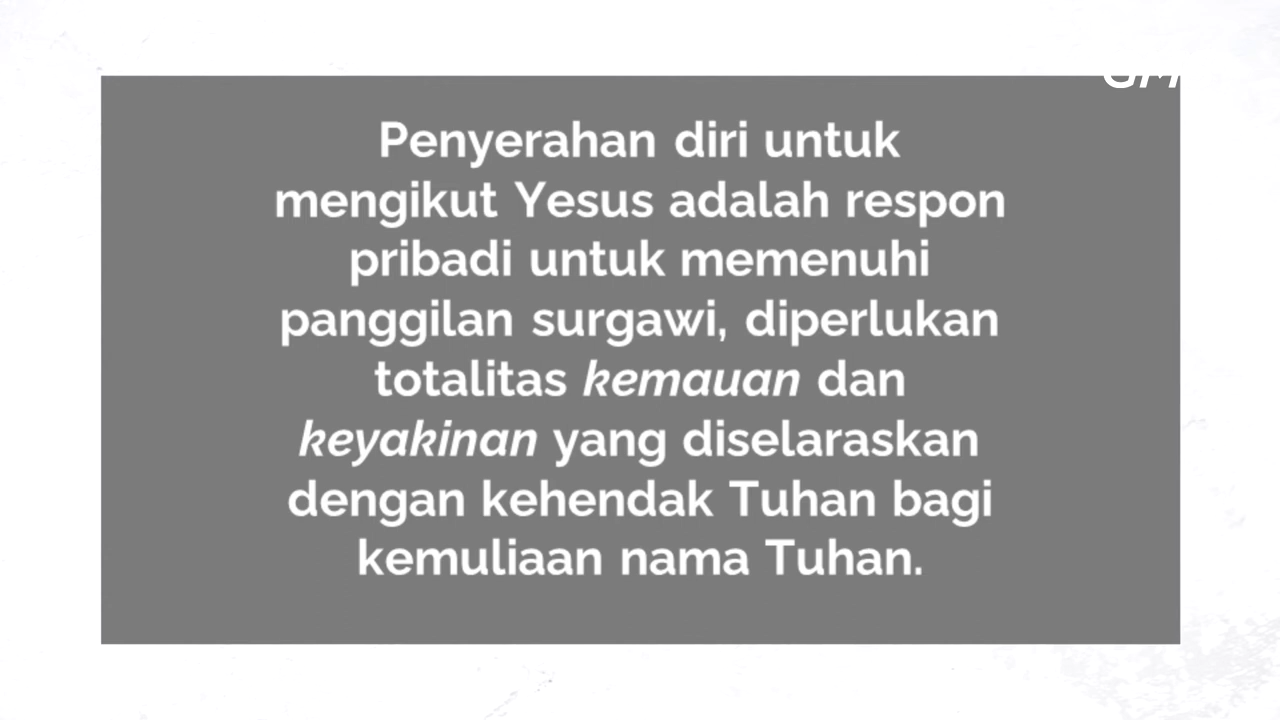 Penyerahan diri untuk
mengikut Yesus adalah respon
pribadi untuk memenuhi
panggilan surgawi, diperlukan
totalitas kemauan dan
keyakinan yang diselaraskan
dengan kehendak Tuhan bagi
kemuliaan nama Tuhan.